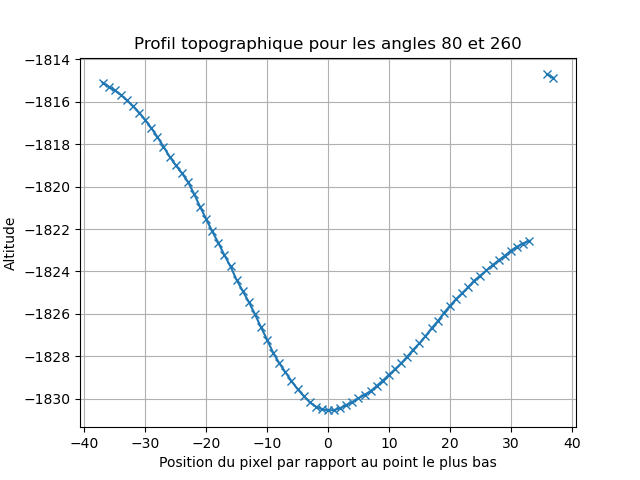 Profil topographique pour les angles 80 et 260
−1814
−1816
−1818
−1820
−1822
−1824
−1826
−1828
−1830
Altitude
−40 −30 −20 −10 0 10 20 30 40
Position du pixel par rapport au point le plus bas